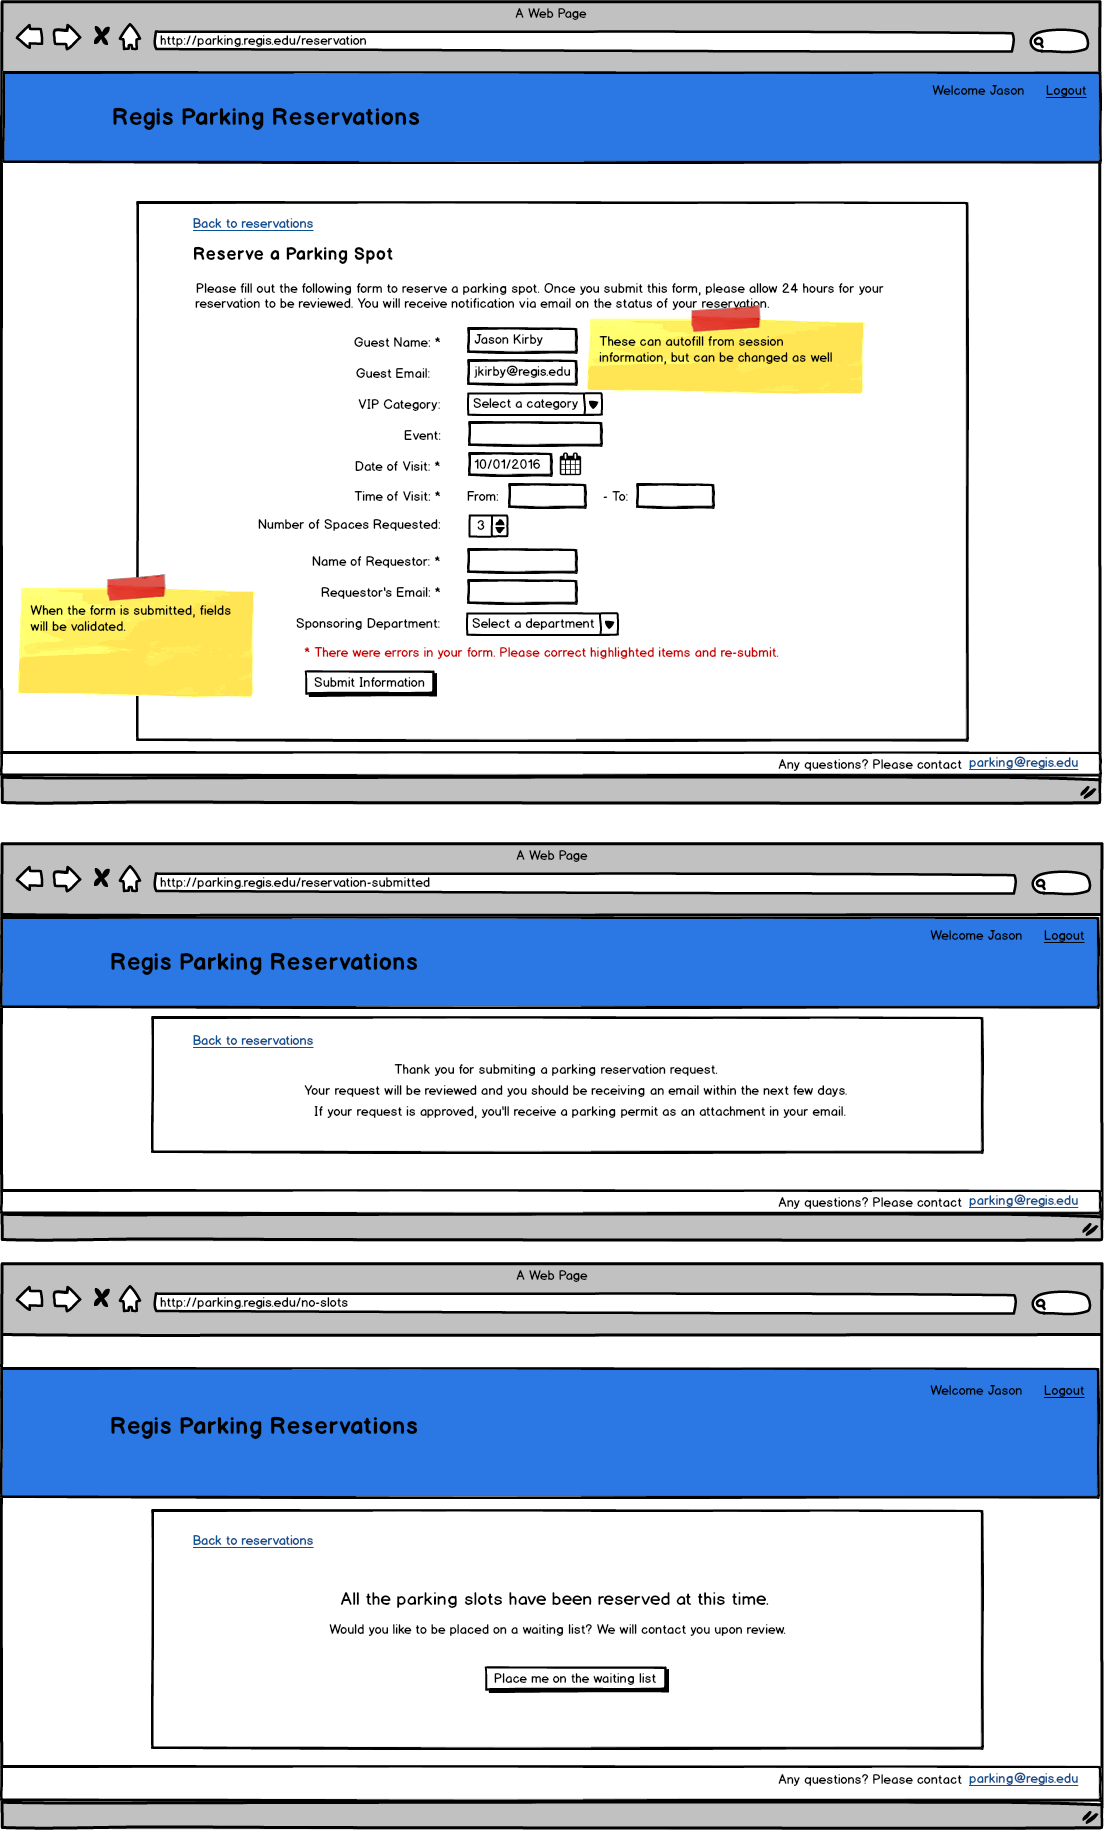 A Web Page
http://parking.regis.edu/reservation
Welcome Jason Logout
Regis Parking Reservations
Back to reservations
Reserve a Parking Spot
Please fill out the following form to reserve a parking spot. Once you submit this form, please allow 24 hours for your
reservation to be reviewed. You will receive notification via email on the status of your reservation.
Guest Name: * Jason Kirby
These can autofill from session
information, but can be changed as well
Guest Email: jkirby@regis.edu
VIP Category: Select a category
Event:
Date of Visit: * 10/01/2016
Time of Visit: * From: - To:
Number of Spaces Requested: 3
Name of Requestor: *
Requestor's Email: *
When the form is submitted, fields
will be validated.
Sponsoring Department: Select a department
* There were errors in your form. Please correct highlighted items and re-submit.
Submit Information
Any questions? Please contact parking@regis.edu
A Web Page
http://parking.regis.edu/reservation-submitted
Welcome Jason Logout
Regis Parking Reservations
Back to reservations
Thank you for submiting a parking reservation request.
Your request will be reviewed and you should be receiving an email within the next few days.
If your request is approved, you'll receive a parking permit as an attachment in your email.
Any questions? Please contact parking@regis.edu
A Web Page
http://parking.regis.edu/no-slots
Welcome Jason Logout
Regis Parking Reservations
Back to reservations
All the parking slots have been reserved at this time.
Would you like to be placed on a waiting list? We will contact you upon review.
Place me on the waiting list
Any questions? Please contact parking@regis.edu